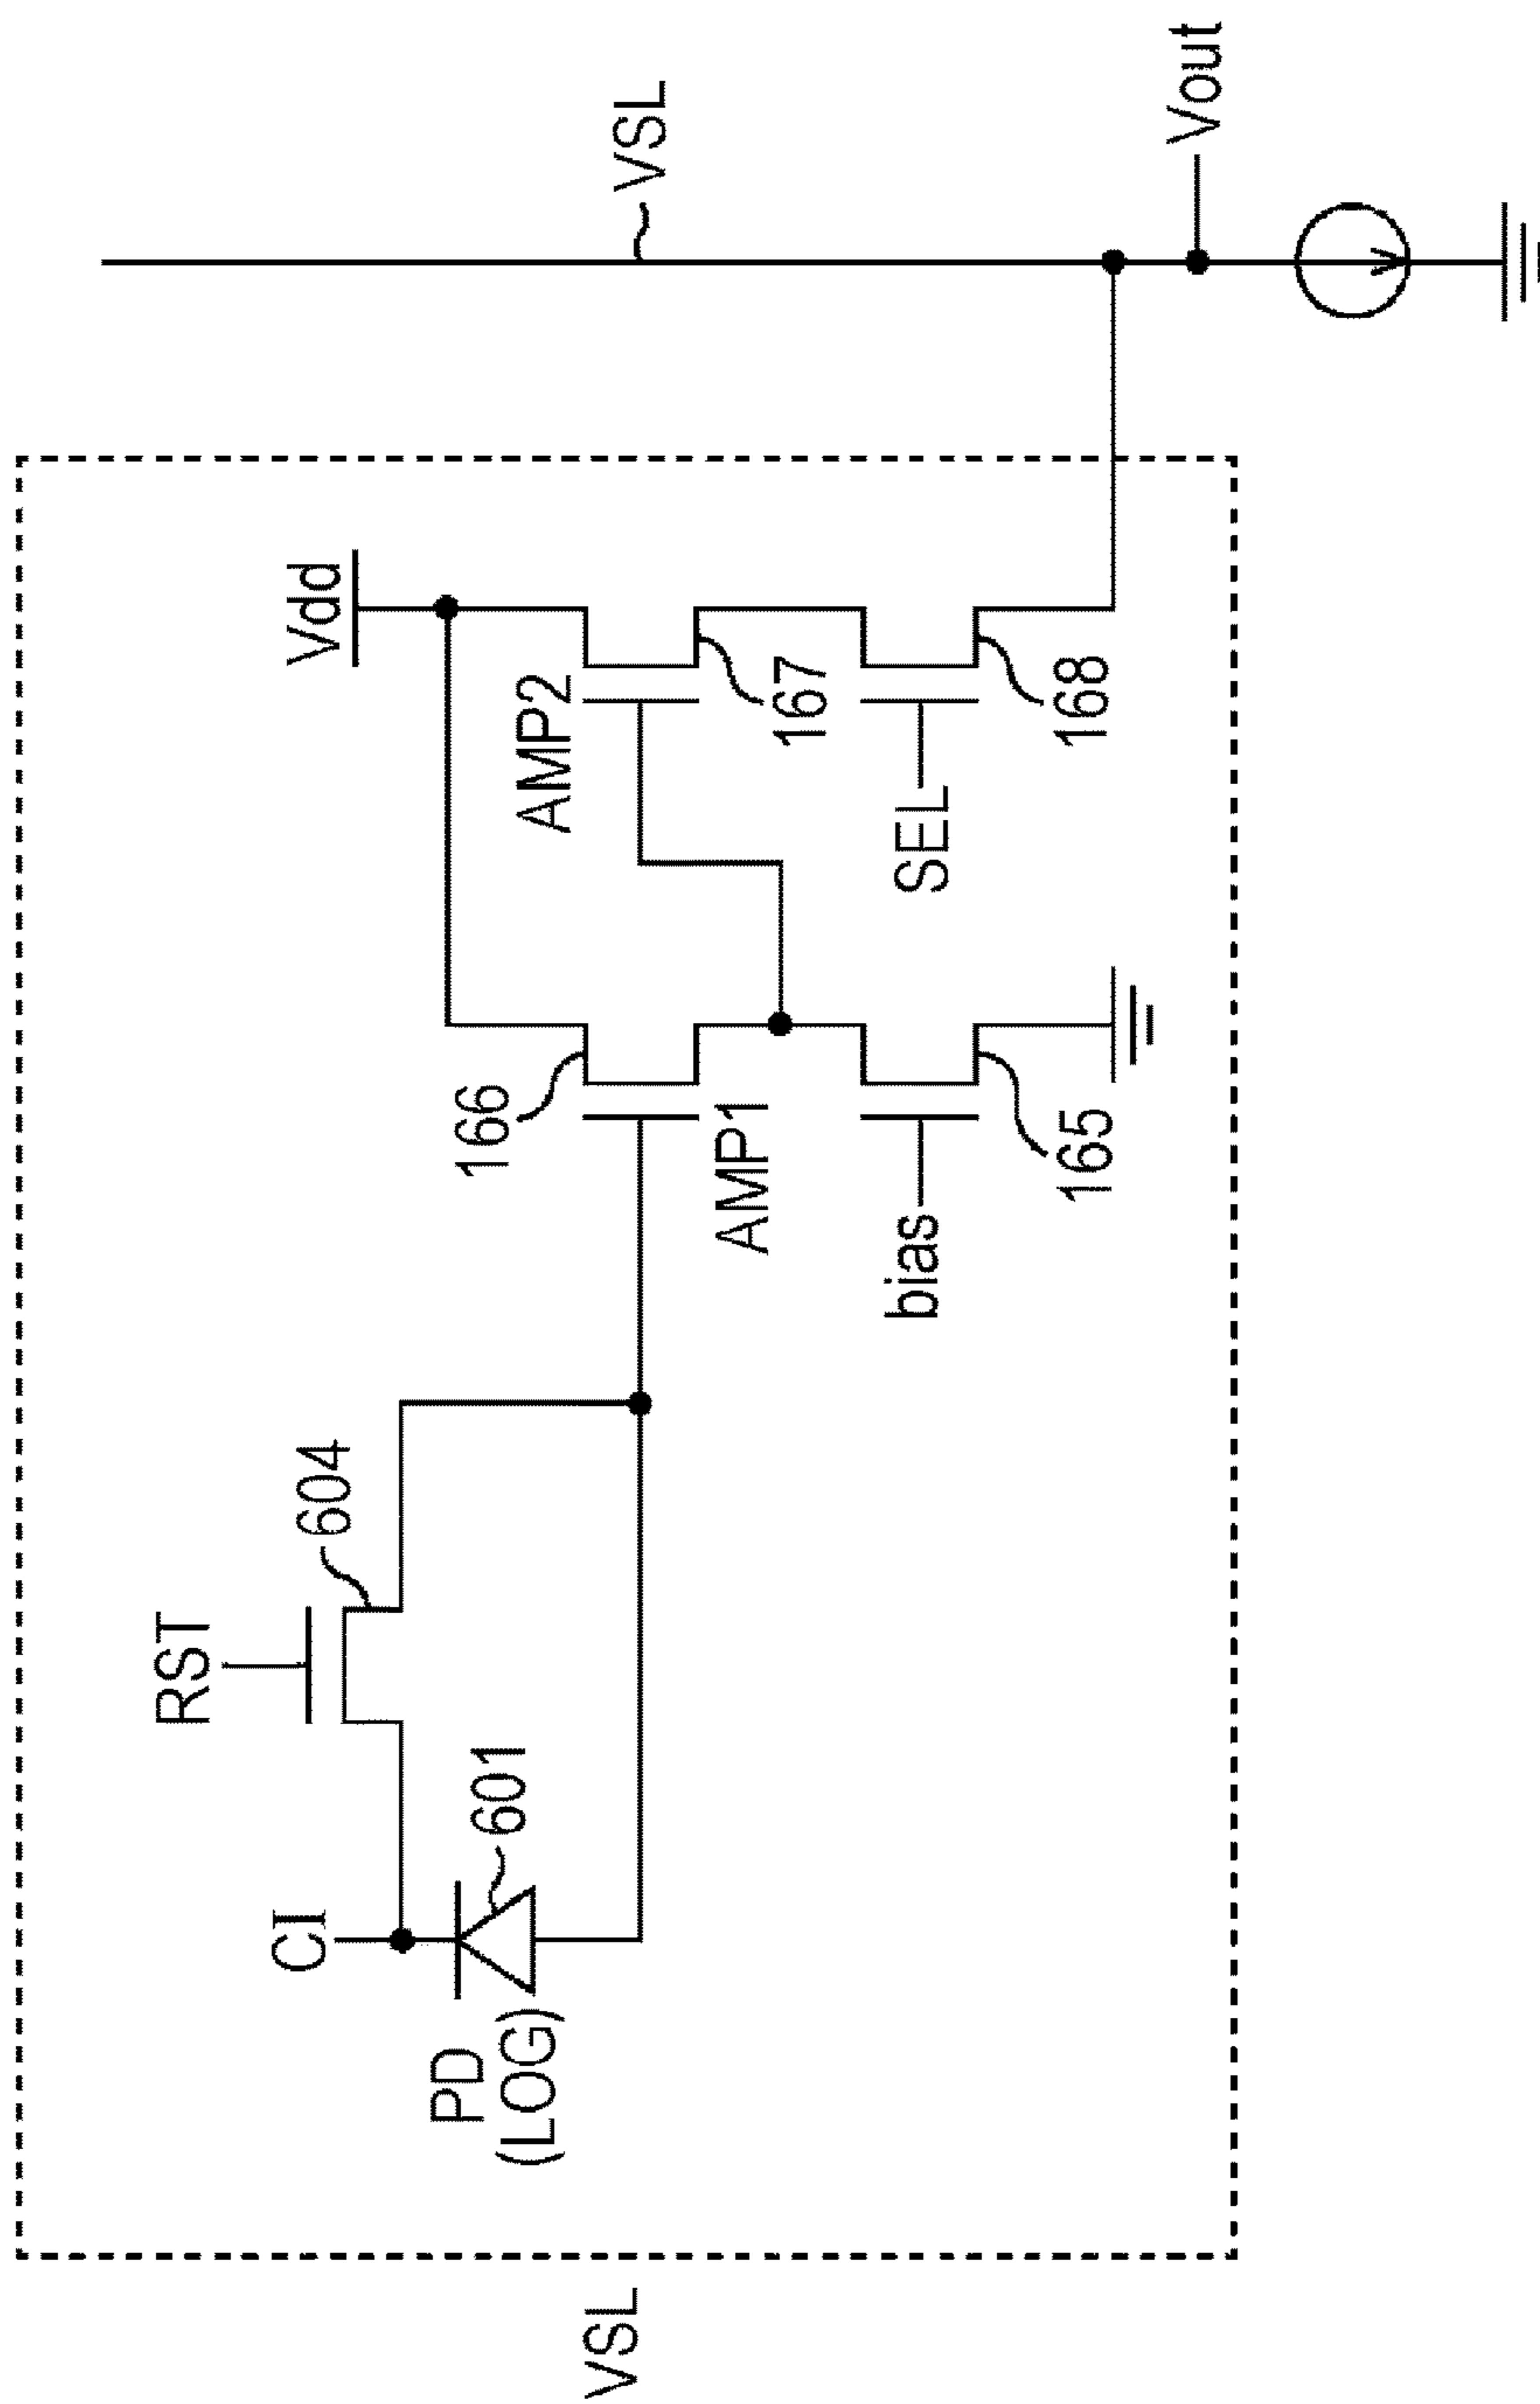 RST
CI
604
Vdd
PD
(LOG)
601
166
AMP2
VSL
VSL
AMP1
167
bias
SEL
165
168
Vout